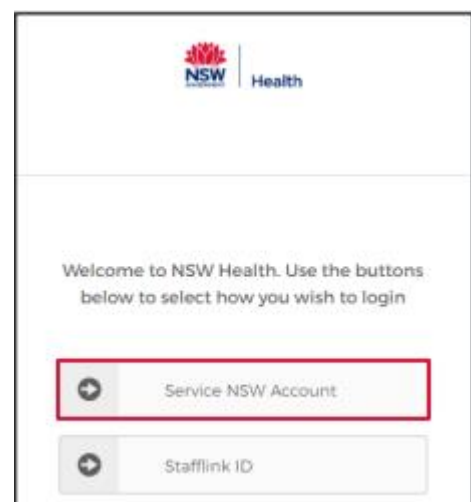 NSW
Health
Welcome to NSW Health. Use the buttons
below to select how you wish to login
Service NSW Account
Stafflink ID